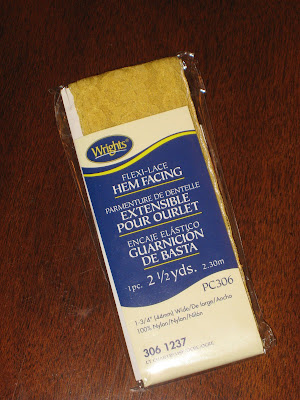 Wrights®
FLEXI-LACE
HEM FACING
PARMENTURE DE DENTELLE
EXTENSIBLE
POUR OURLET
ENCAJE ELÁSTICO
GUARNICIÓN
DE BASTA
1pc. 2 1/2 yds. 2.30m
PC306
1-3/4" (44mm) Wide/De large/Ancho
100% Nylon/Nylon/Nilón
306 1237